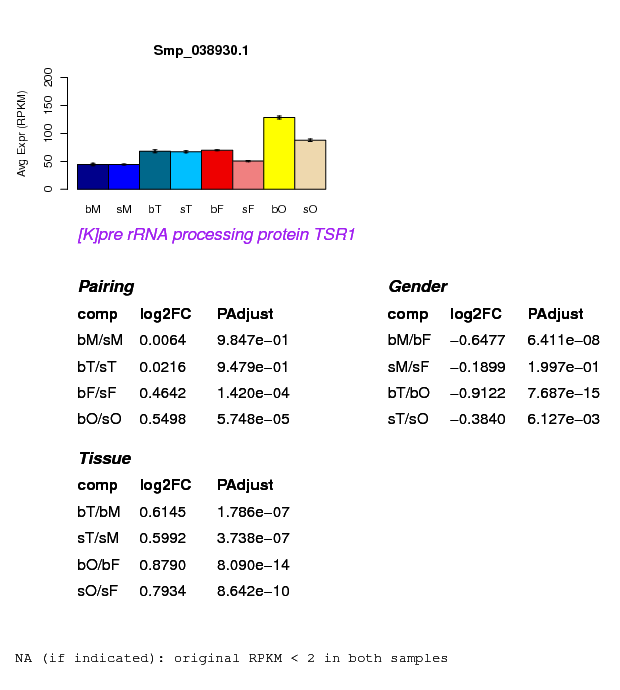 Smp_038930.1
Avg Expr (RPKM)
200
150
100
50
0
bM sM bT sT bF sF bO sO
[K]pre rRNA processing protein TSR1
Pairing
comp log2FC PAdjust
bM/sM 0.0064 9.847e−01
bT/sT 0.0216 9.479e−01
bF/sF 0.4642 1.420e−04
bO/sO 0.5498 5.748e−05
Gender
comp log2FC PAdjust
bM/bF −0.6477 6.411e−08
sM/sF −0.1899 1.997e−01
bT/bO −0.9122 7.687e−15
sT/sO −0.3840 6.127e−03
Tissue
comp log2FC PAdjust
bT/bM 0.6145 1.786e−07
sT/sM 0.5992 3.738e−07
bO/bF 0.8790 8.090e−14
sO/sF 0.7934 8.642e−10
NA (if indicated): original RPKM < 2 in both samples